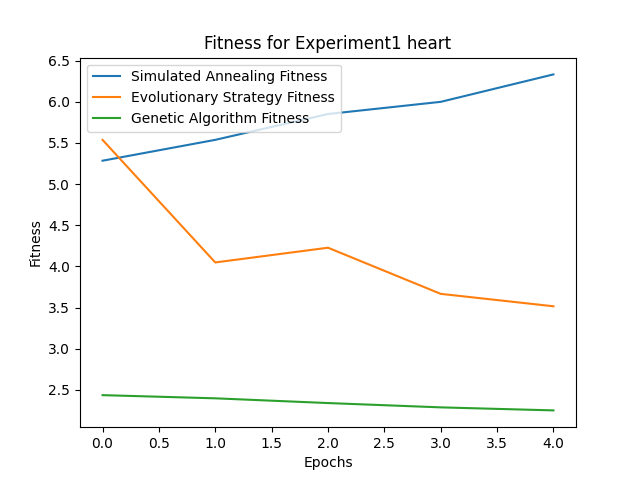 Fitness for Experiment1 heart
Simulated Annealing Fitness
Evolutionary Strategy Fitness
Genetic Algorithm Fitness
6.5
6.0
5.5
5.0
4.5
4.0
3.5
3.0
2.5
Fitness
0.0 0.5 1.0 1.5 2.0 2.5 3.0 3.5 4.0
Epochs